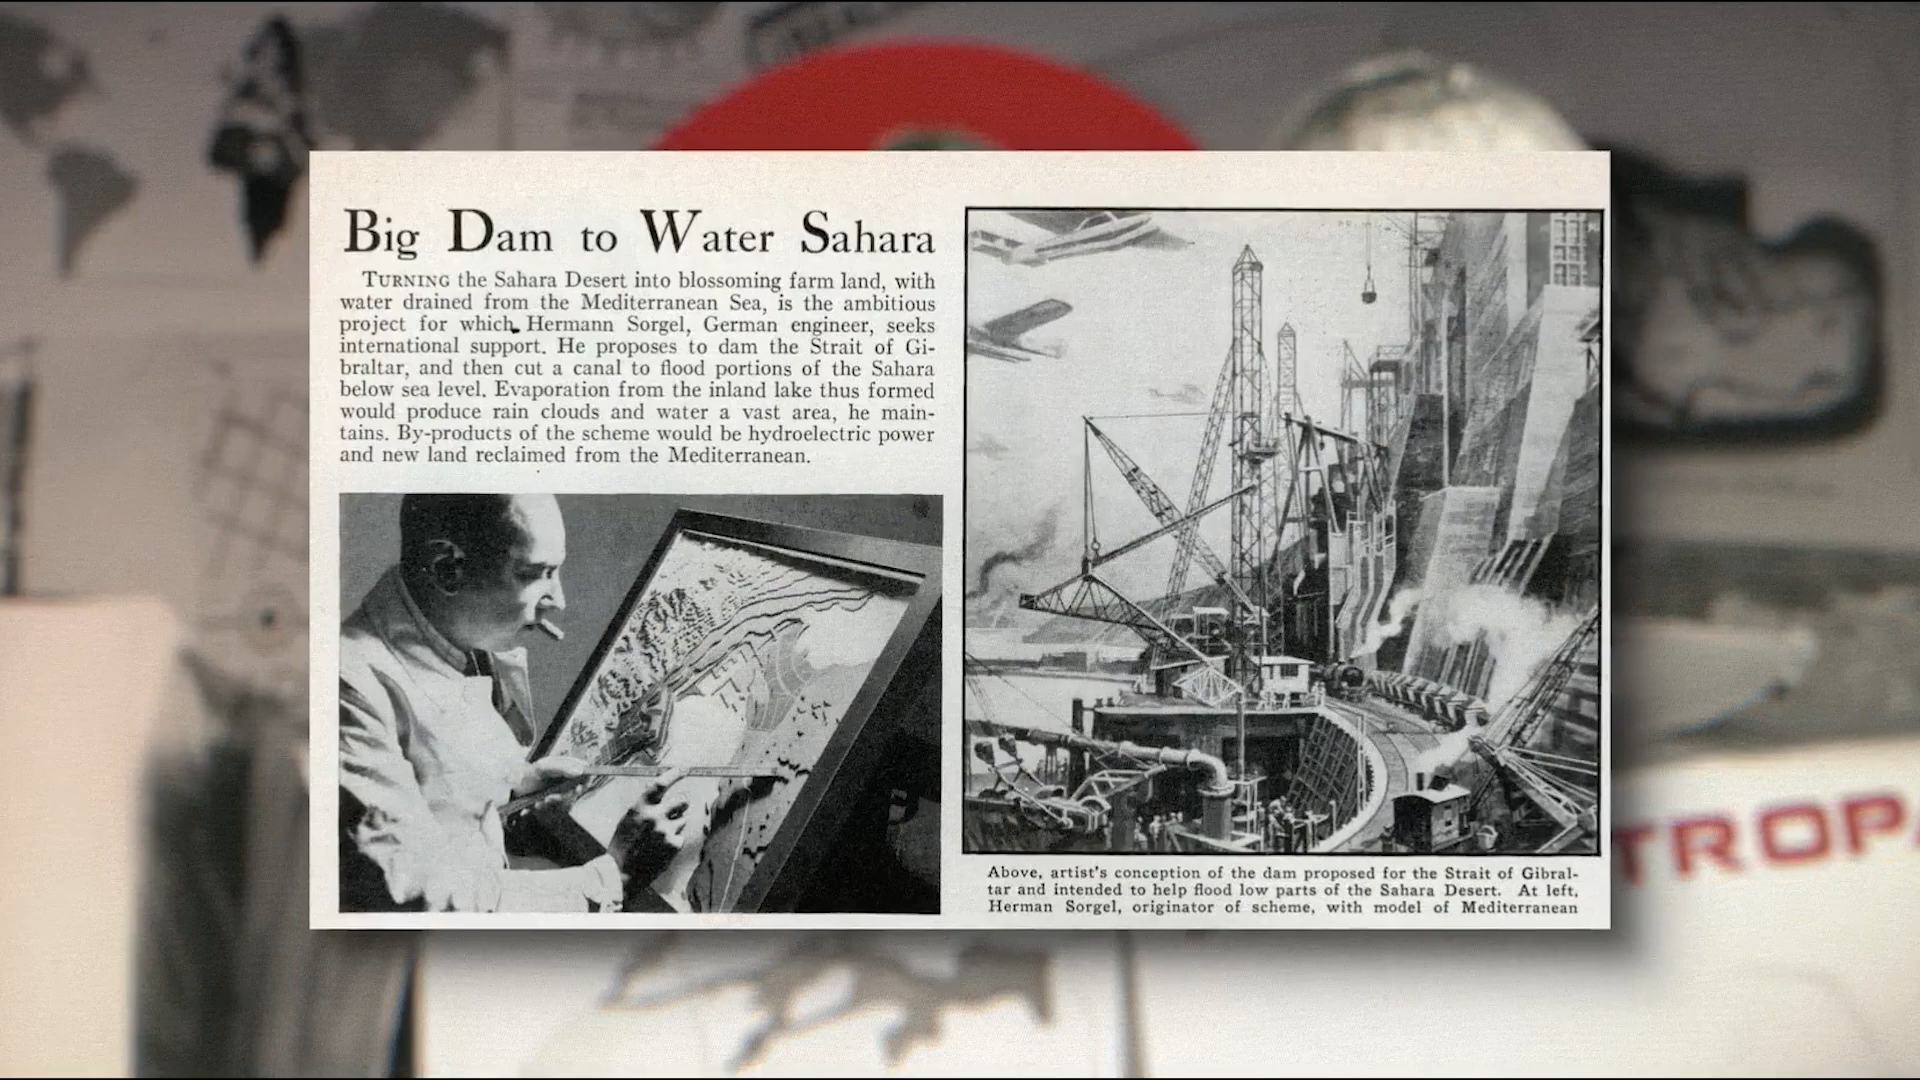 Big Dam to Water Sahara
TURNING the Sahara Desert into blossoming farm land, with
water drained from the Mediterranean Sea, is the ambitious
project for which Hermann Sorgel, German engineer, seeks
international support. He proposes to dam the Strait of Gi-
braltar, and then cut a canal to flood portions of the Sahara
below sea level. Evaporation from the inland lake thus formed
would produce rain clouds and water a vast area, he main-
tains. By-products of the scheme would be hydroelectric power
and new land reclaimed from the Mediterranean.
Above, artist's conception of the dam proposed for the Strait of Gibral-
tar and intended to help flood low parts of the Sahara Desert. At left,
Herman Sorgel, originator of scheme, with model of Mediterranean
TROPA